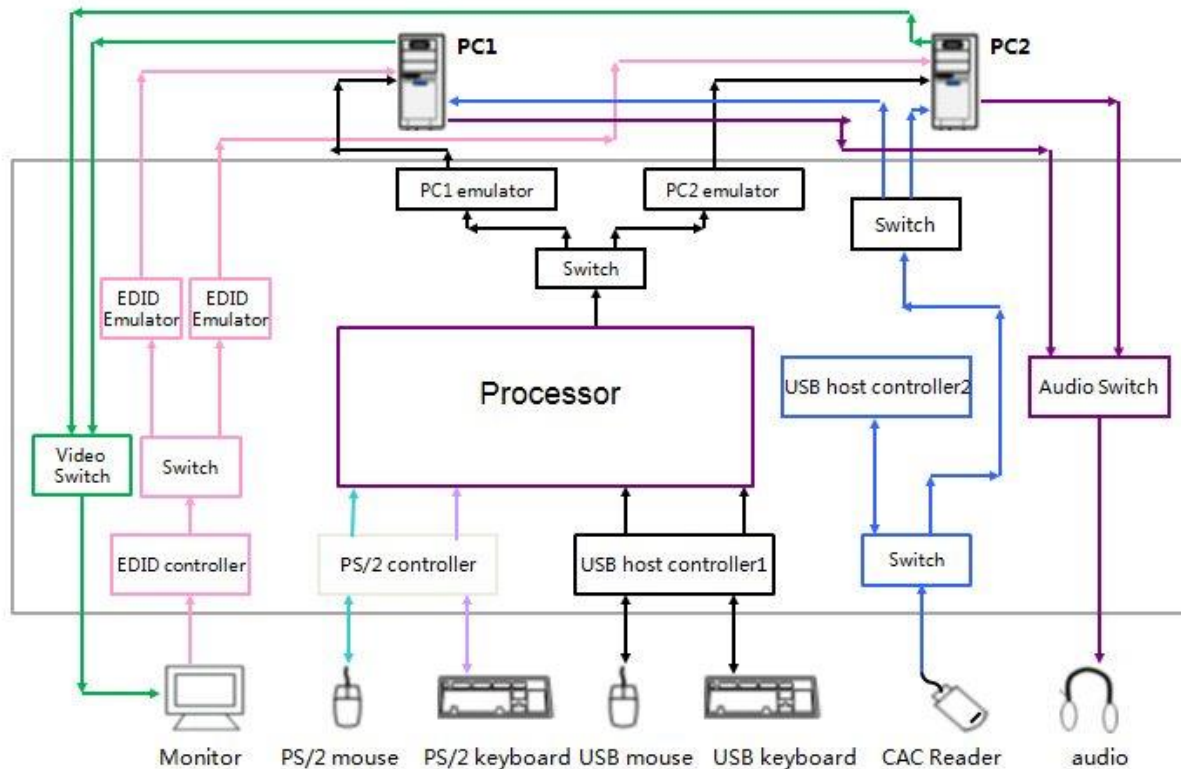 PC1
PC2
PC1 emulator
PC2 emulator
Switch
Switch
EDID
Emulator
EDID
Emulator
Processor
USB host controller2
Audio Switch
Video
Switch
Switch
EDID controller
PS/2 controller
USB host controller1
Switch
Monitor
PS/2 mouse
PS/2 keyboard
USB mouse
USB keyboard
CAC Reader
audio